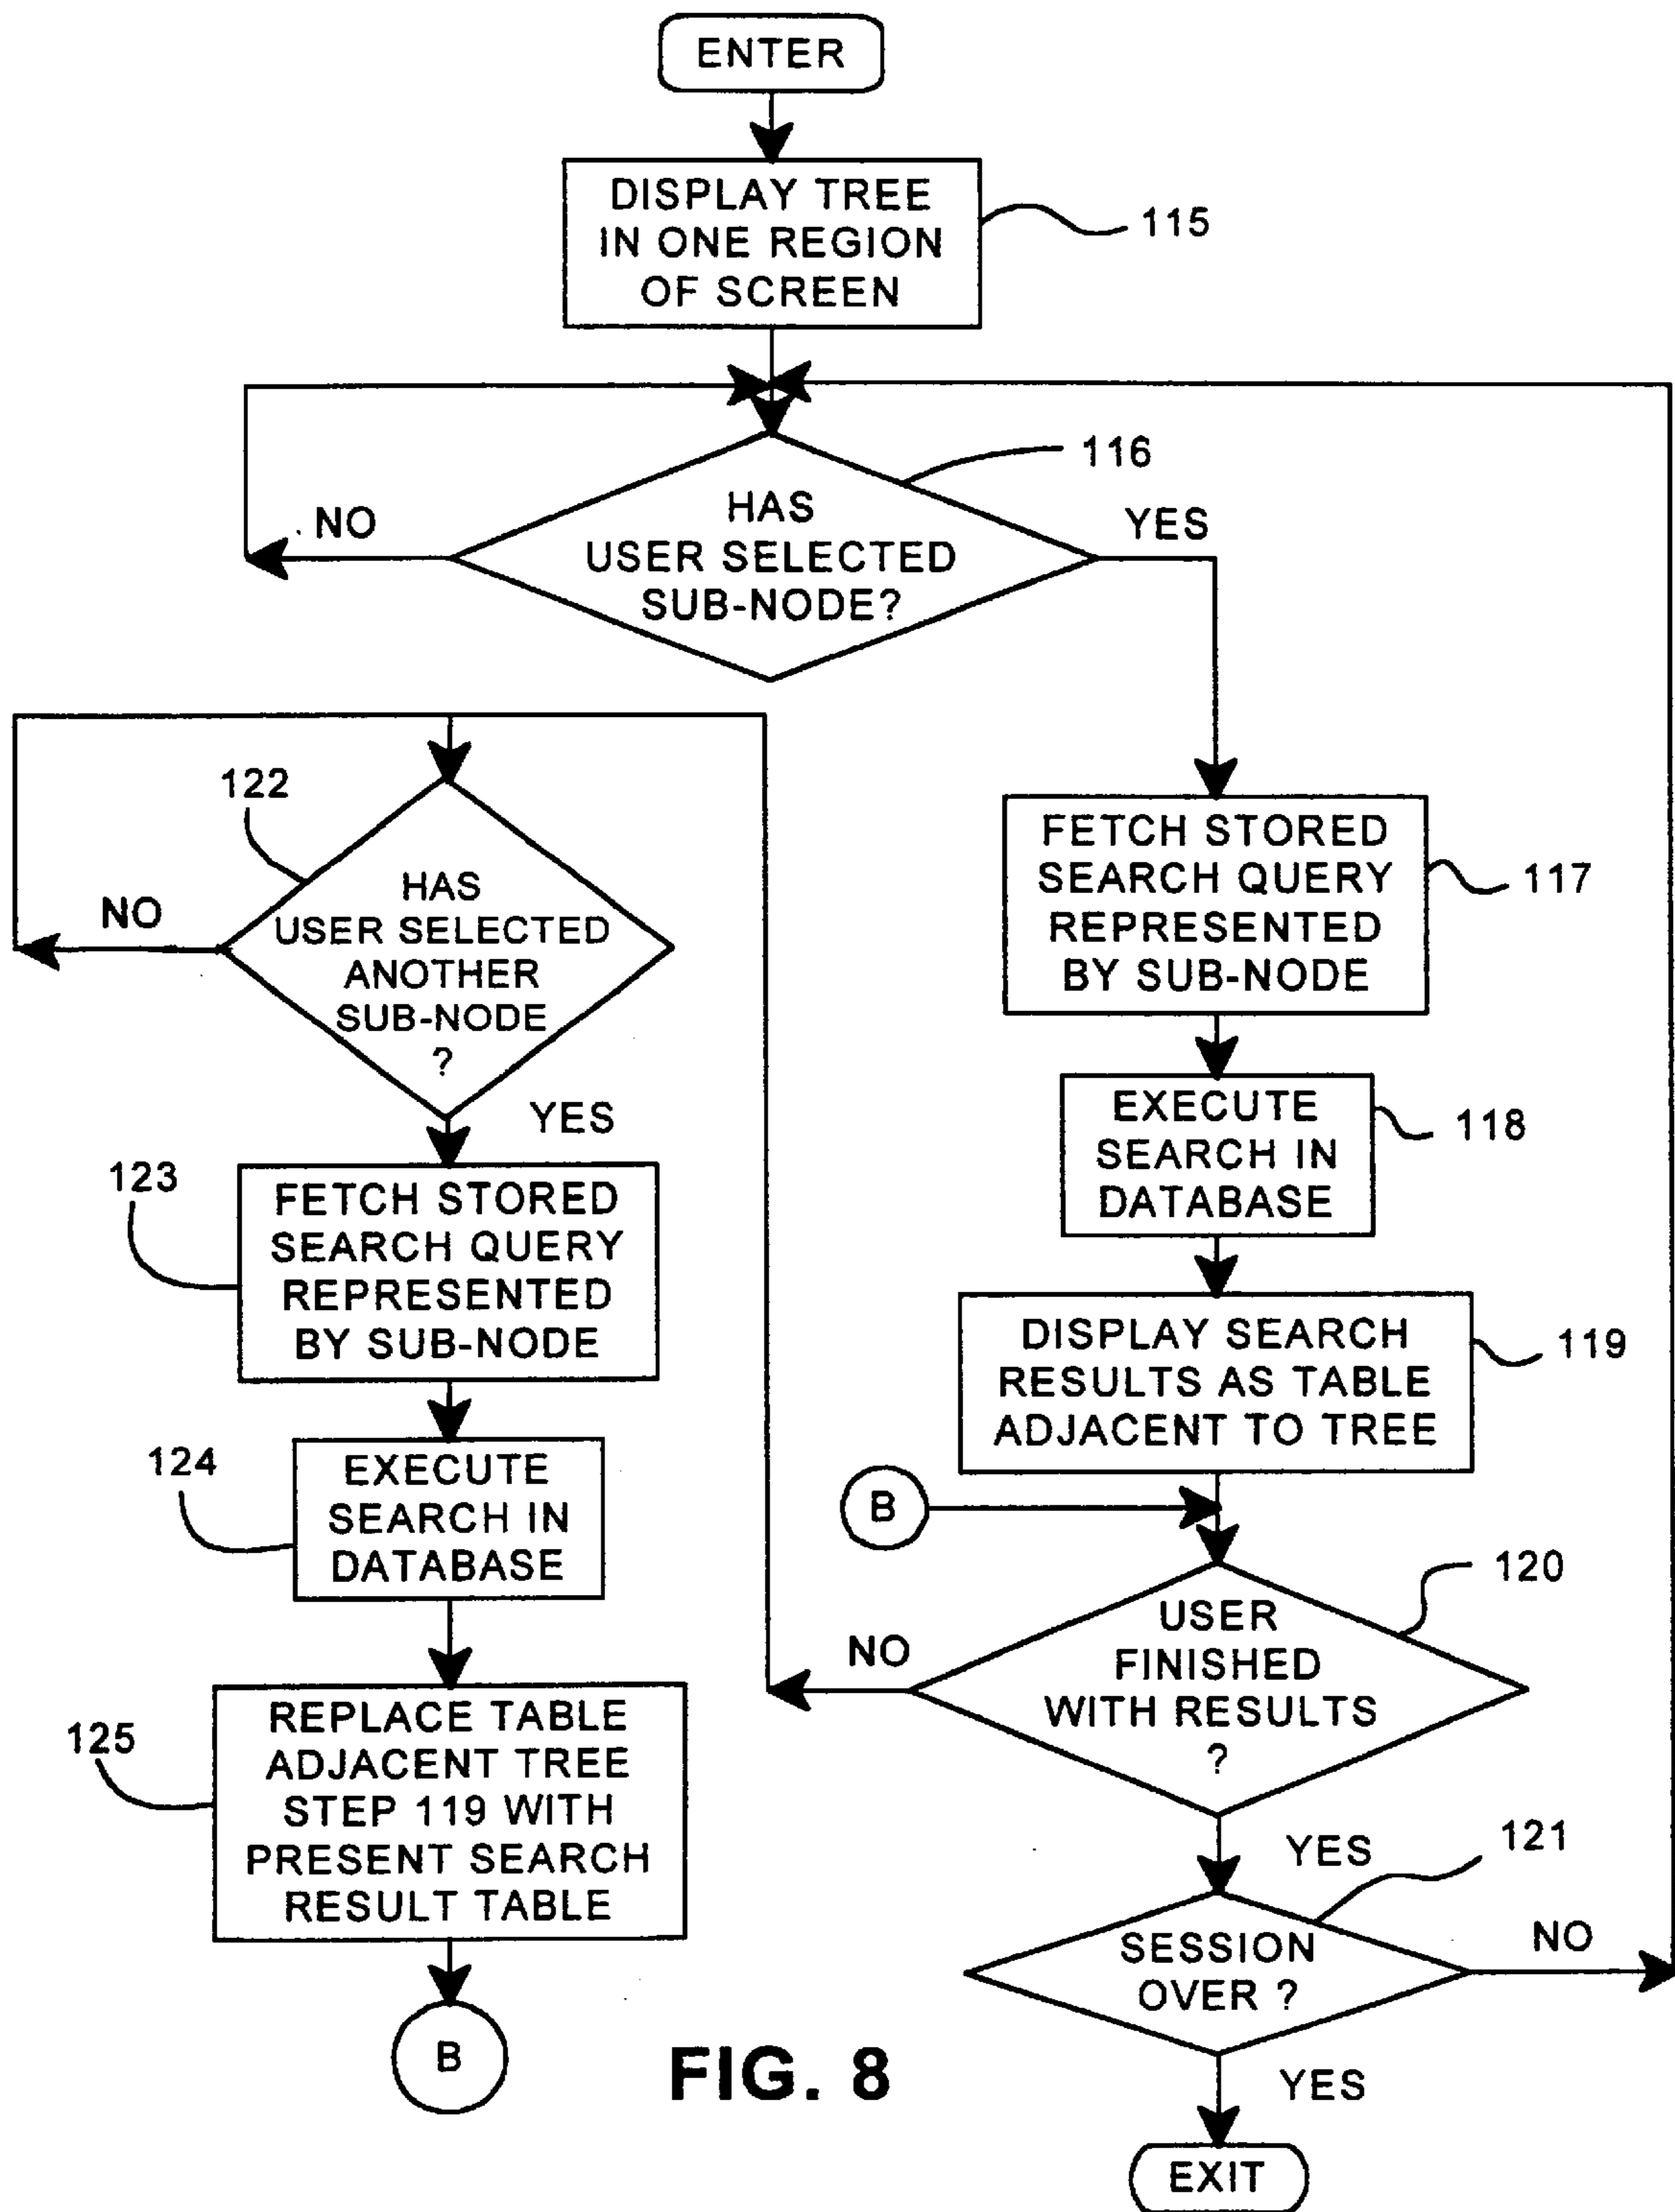 ENTER
DISPLAY TREE
IN ONE REGION
OF SCREEN
115
116
HAS
USER SELECTED
SUB-NODE?
NO
YES
FETCH STORED
SEARCH QUERY
REPRESENTED
BY SUB-NODE
117
EXECUTE
SEARCH IN
DATABASE
118
DISPLAY SEARCH
RESULTS AS TABLE
ADJACENT TO TREE
119
B
120
USER
FINISHED
WITH RESULTS
?
NO
YES
121
SESSION
OVER ?
NO
YES
EXIT
122
HAS
USER SELECTED
ANOTHER
SUB-NODE
?
NO
YES
123
FETCH STORED
SEARCH QUERY
REPRESENTED
BY SUB-NODE
124
EXECUTE
SEARCH IN
DATABASE
125
REPLACE TABLE
ADJACENT TREE
STEP 119 WITH
PRESENT SEARCH
RESULT TABLE
B
FIG. 8